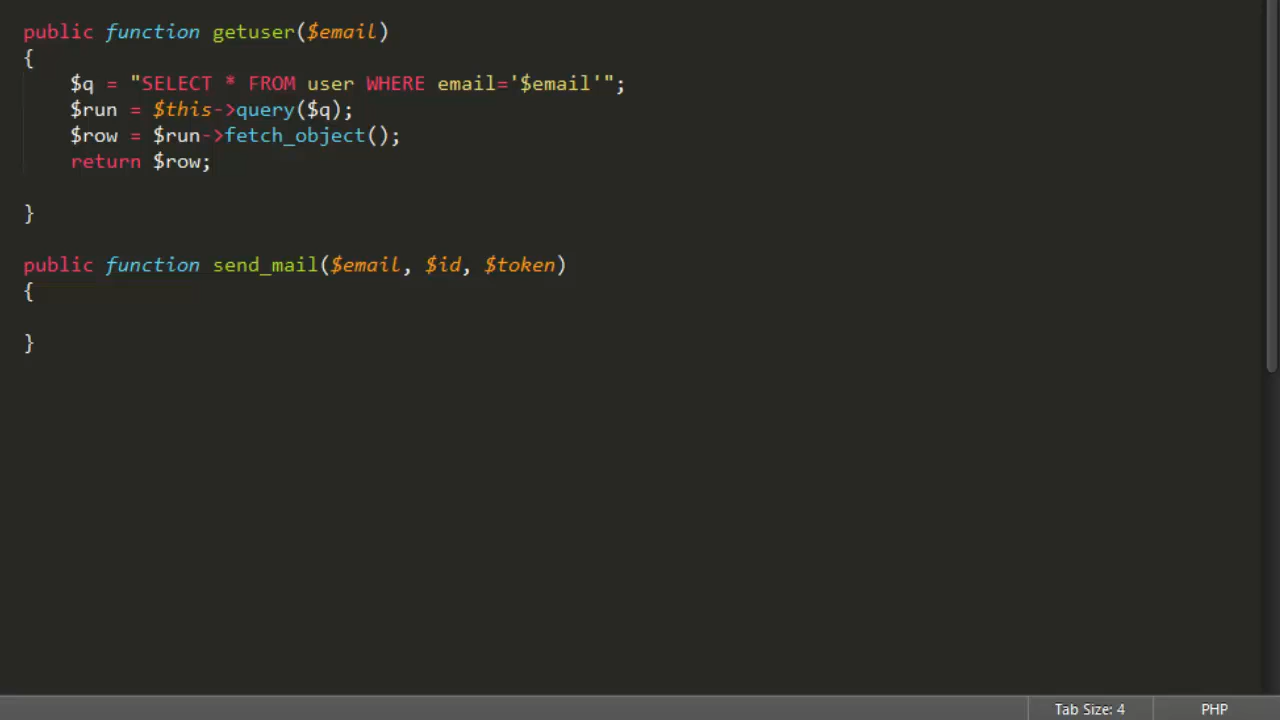 public function getuser($email)
{
    $q = "SELECT * FROM user WHERE email='$email'";
    $run = $this->query($q);
    $row = $run->fetch_object();
    return $row;

}

public function send_mail($email, $id, $token)
{

}
Tab Size: 4 PHP